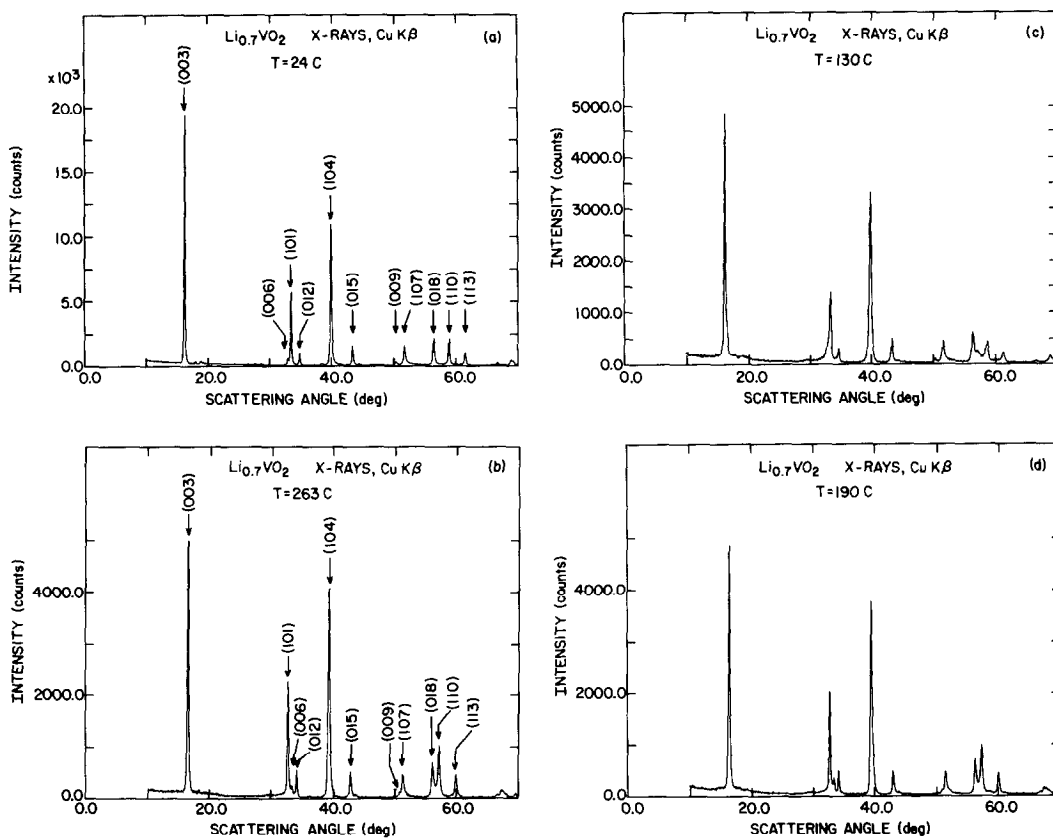 Li0.7VO2 X-RAYS, Cu Kβ (a)
T=24 C
x10³
20.0
15.0
10.0
5.0
0.0
INTENSITY (counts)
(003)
(006)
(101)
(012)
(104)
(015)
(009)
(107)
(018)
(110)
(113)
0.0 20.0 40.0 60.0
SCATTERING ANGLE (deg)
Li0.7VO2 X-RAYS, Cu Kβ (c)
T=130 C
5000.0
4000.0
3000.0
2000.0
1000.0
0.0
INTENSITY (counts)
0.0 20.0 40.0 60.0
SCATTERING ANGLE (deg)
Li0.7VO2 X-RAYS, Cu Kβ (b)
T=263 C
4000.0
2000.0
0.0
INTENSITY (counts)
(003)
(101)
(006)
(012)
(104)
(015)
(009)
(107)
(018)
(110)
(113)
0.0 20.0 40.0 60.0
SCATTERING ANGLE (deg)
Li0.7VO2 X-RAYS, Cu Kβ (d)
T=190 C
4000.0
2000.0
0.0
INTENSITY (counts)
0.0 20.0 40.0 60.0
SCATTERING ANGLE (deg)